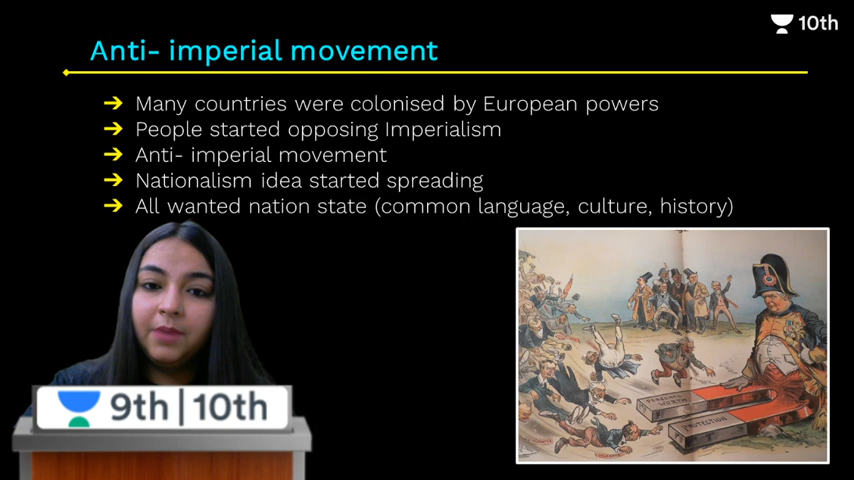 10th
Anti- imperial movement
➔ Many countries were colonised by European powers
➔ People started opposing Imperialism
➔ Anti- imperial movement
➔ Nationalism idea started spreading
➔ All wanted nation state (common language, culture, history)
9th|10th
PROTECTION